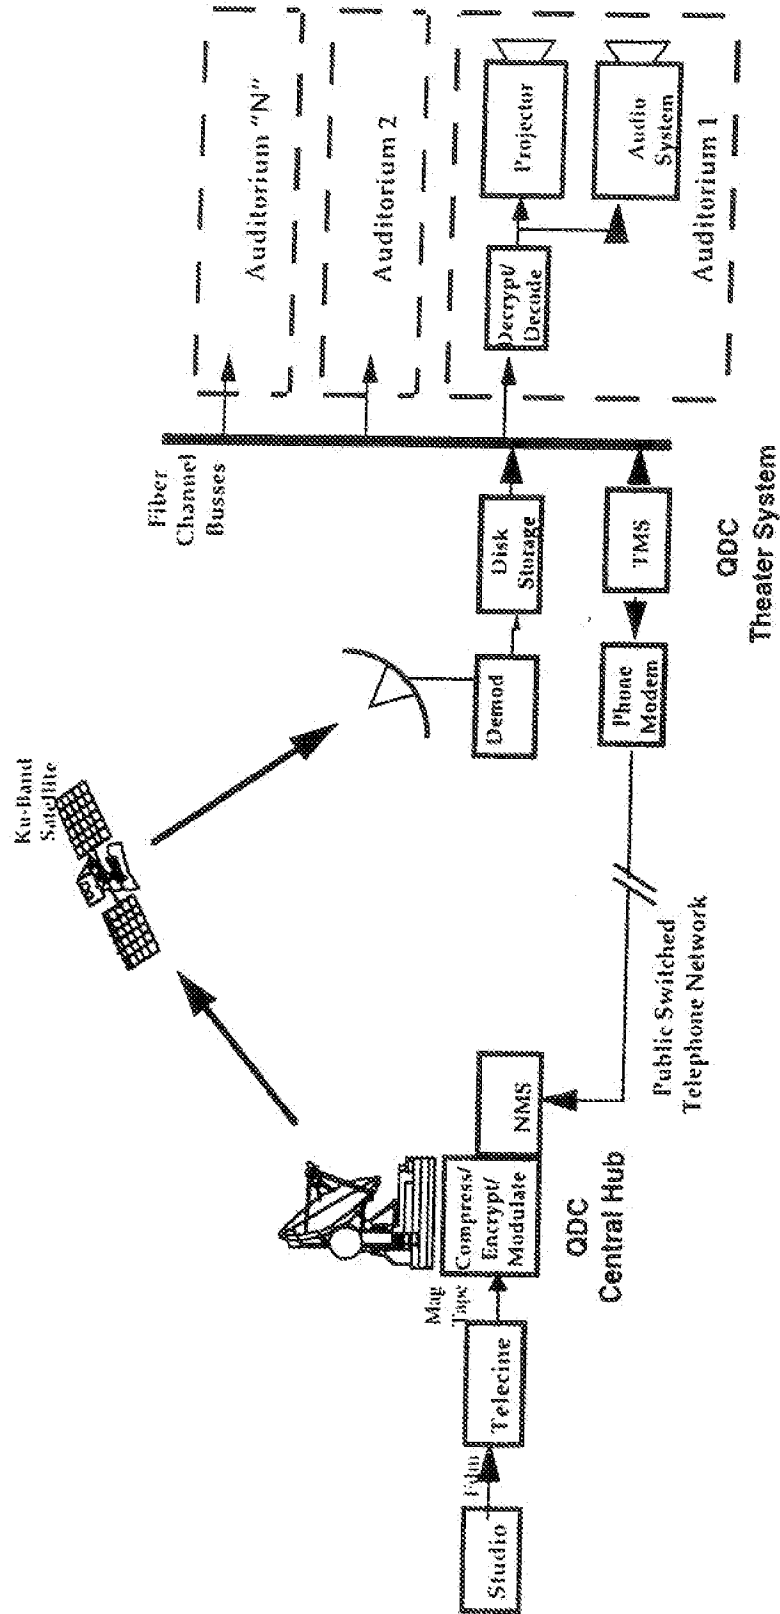 Studio
Film
Telecine
Mag
Tape
Compress/
Encrypt/
Modulate
NMS
QDC
Central Hub
Ku-Band
Satellite
Public Switched
Telephone Network
Demod
Disk
Storage
Phone
Modem
TMS
QDC
Theater System
Fiber
Channel
Busses
Auditorium "N"
Auditorium 2
Decrypt/
Decode
Projector
Audio
System
Auditorium 1